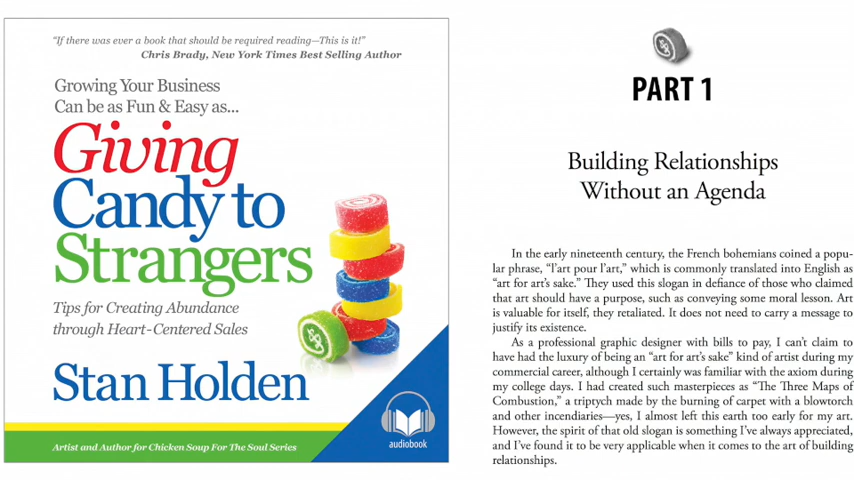 "If there was ever a book that should be required reading—This is it!"
Chris Brady, New York Times Best Selling Author
Growing Your Business
Can be as Fun & Easy as...
Giving
Candy to
Strangers
Tips for Creating Abundance
through Heart-Centered Sales
Stan Holden
audiobook
Artist and Author for Chicken Soup For The Soul Series
PART 1
Building Relationships
Without an Agenda
In the early nineteenth century, the French bohemians coined a popu-
lar phrase, "l'art pour l'art," which is commonly translated into English as
"art for art's sake." They used this slogan in defiance of those who claimed
that art should have a purpose, such as conveying some moral lesson. Art
is valuable for itself, they retaliated. It does not need to carry a message to
justify its existence.
As a professional graphic designer with bills to pay, I can't claim to
have had the luxury of being an "art for art's sake" kind of artist during my
commercial career, although I certainly was familiar with the axiom during
my college days. I had created such masterpieces as "The Three Maps of
Combustion," a triptych made by the burning of carpet with a blowtorch
and other incendiaries—yes, I almost left this earth too early for my art.
However, the spirit of that old slogan is something I've always appreciated,
and I've found it to be very applicable when it comes to the art of building
relationships.